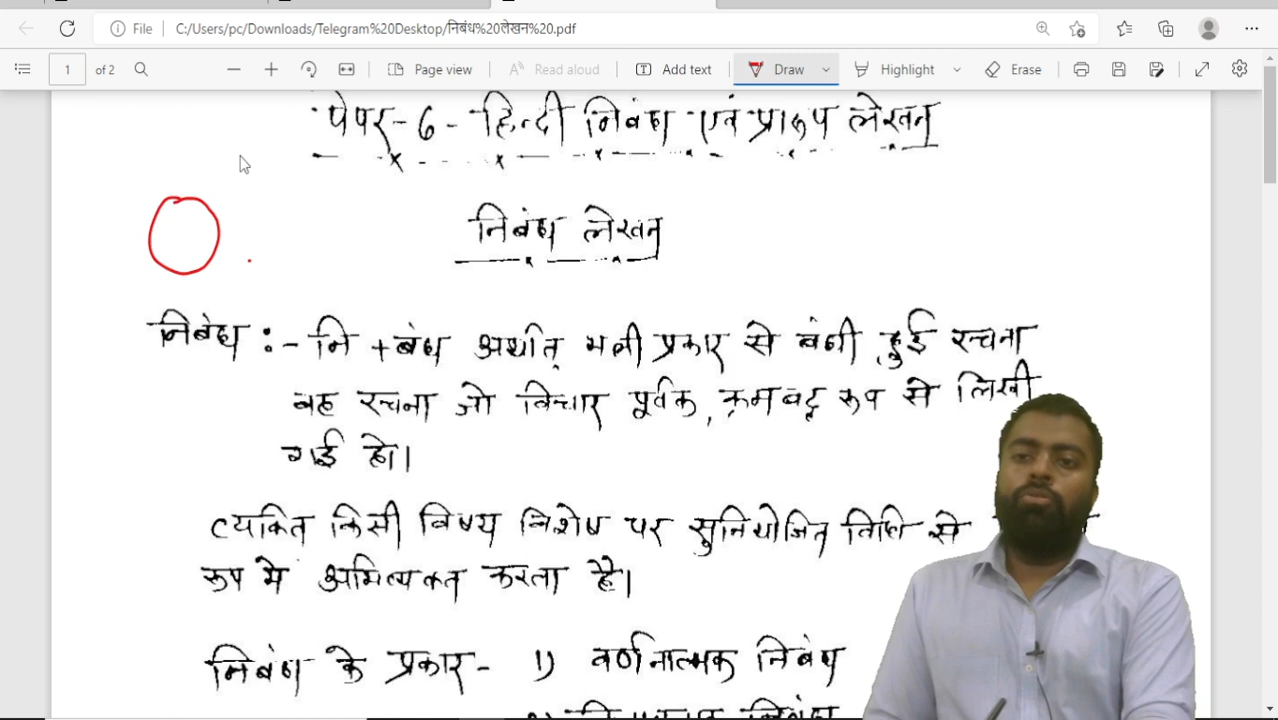 File C:/Users/pc/Downloads/Telegram%20Desktop/निबंध%20लेखन%20.pdf
1 of 2 Page view Read aloud Add text Draw Highlight Erase
पेपर-6 - हिन्दी निबंध एवं प्रारूप लेखन
निबंध लेखन
निबंध :- नि + बंध अर्थात् भली प्रकार से बंधी हुई रचना
वह रचना जो विचार पूर्वक, क्रमबद्ध रूप से लिखी
गई हो।
व्यक्ति किसी विषय विशेष पर सुनियोजित विधि से
रूप में अभिव्यक्त करता है।
निबंध के प्रकार- 1) वर्णनात्मक निबंध